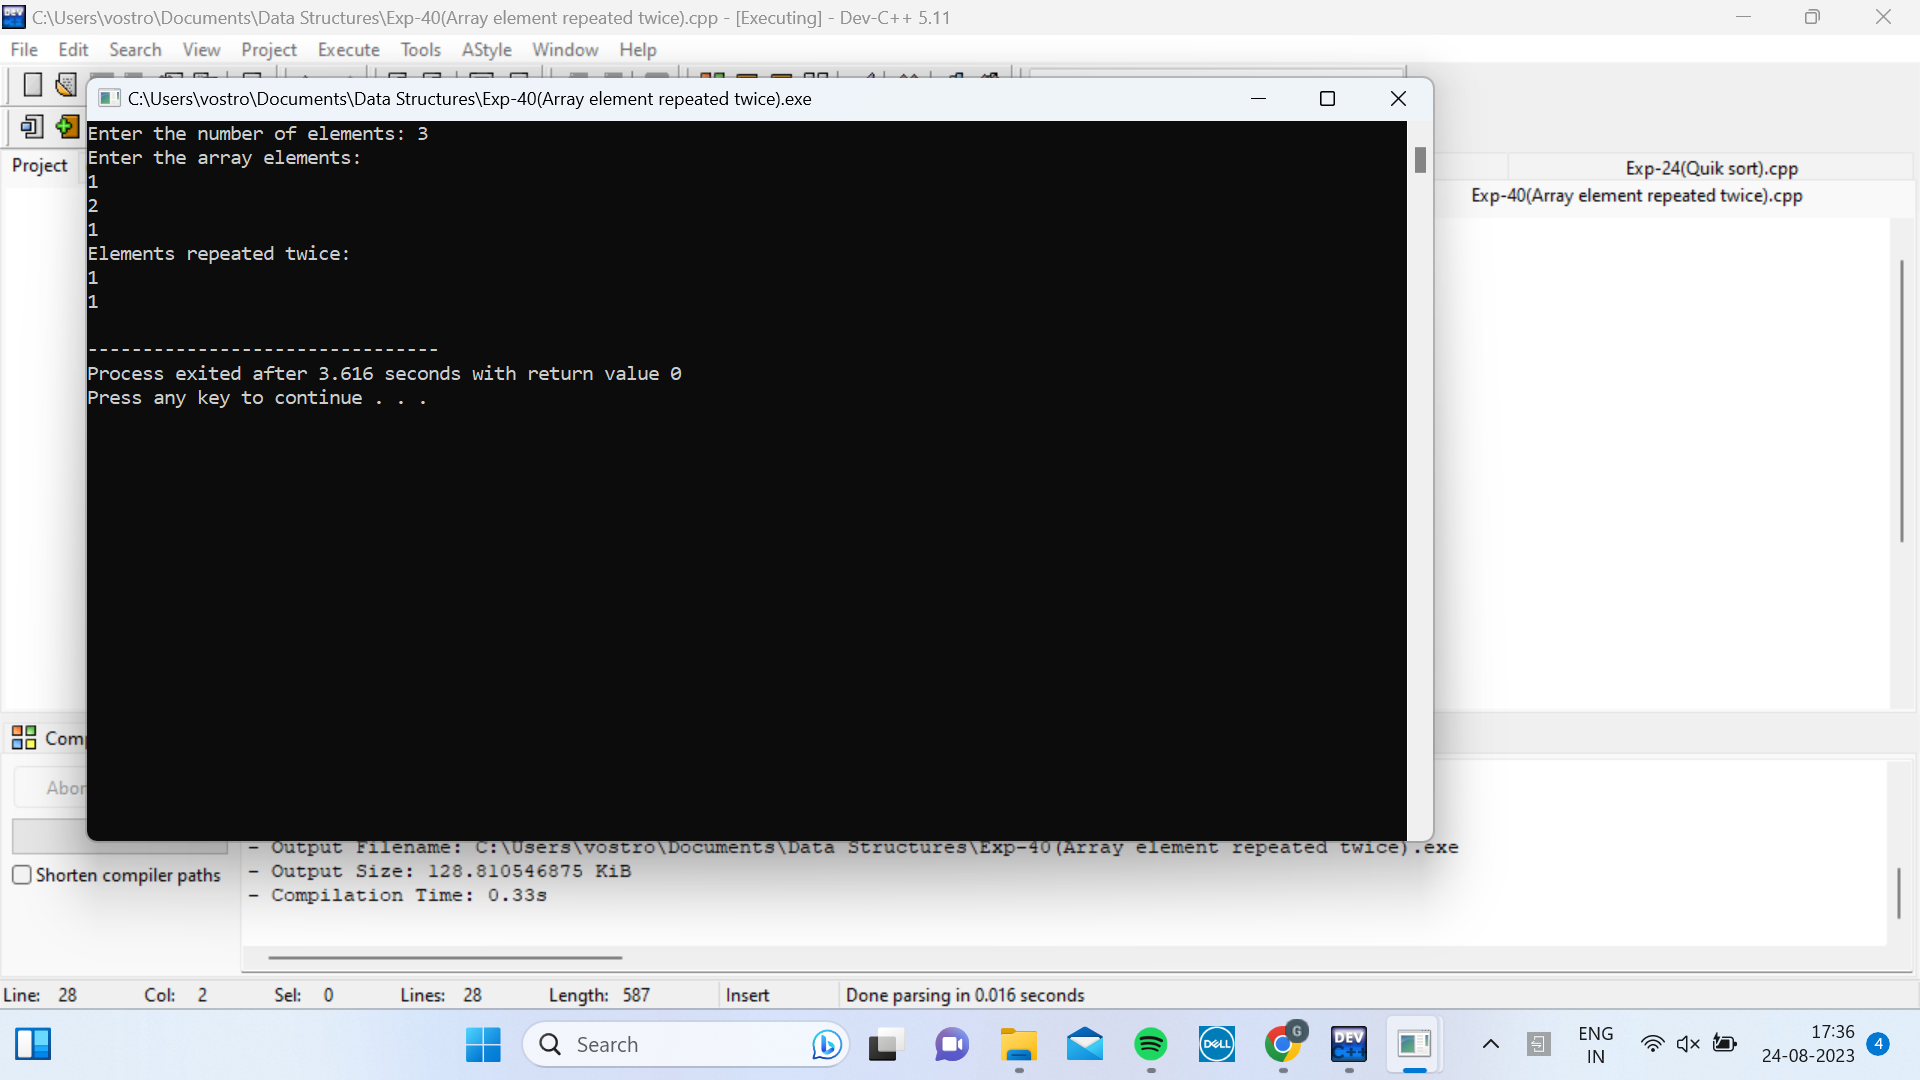 C:\Users\vostro\Documents\Data Structures\Exp-40(Array element repeated twice).cpp - [Executing] - Dev-C++ 5.11
File Edit Search View Project Execute Tools AStyle Window Help
C:\Users\vostro\Documents\Data Structures\Exp-40(Array element repeated twice).exe
Enter the number of elements: 3
Enter the array elements:
1
2
1
Elements repeated twice:
1
1
--------------------------------
Process exited after 3.616 seconds with return value 0
Press any key to continue . . .
Project
Exp-24(Quik sort).cpp
Exp-40(Array element repeated twice).cpp
Comp
Abor
Shorten compiler paths
- Output Filename: C:\Users\vostro\Documents\Data Structures\Exp-40(Array element repeated twice).exe
- Output Size: 128.810546875 KiB
- Compilation Time: 0.33s
Line: 28 Col: 2 Sel: 0 Lines: 28 Length: 587 Insert Done parsing in 0.016 seconds
Search
DELL
G
DEV
C++
ENG
IN
17:36
24-08-2023
4